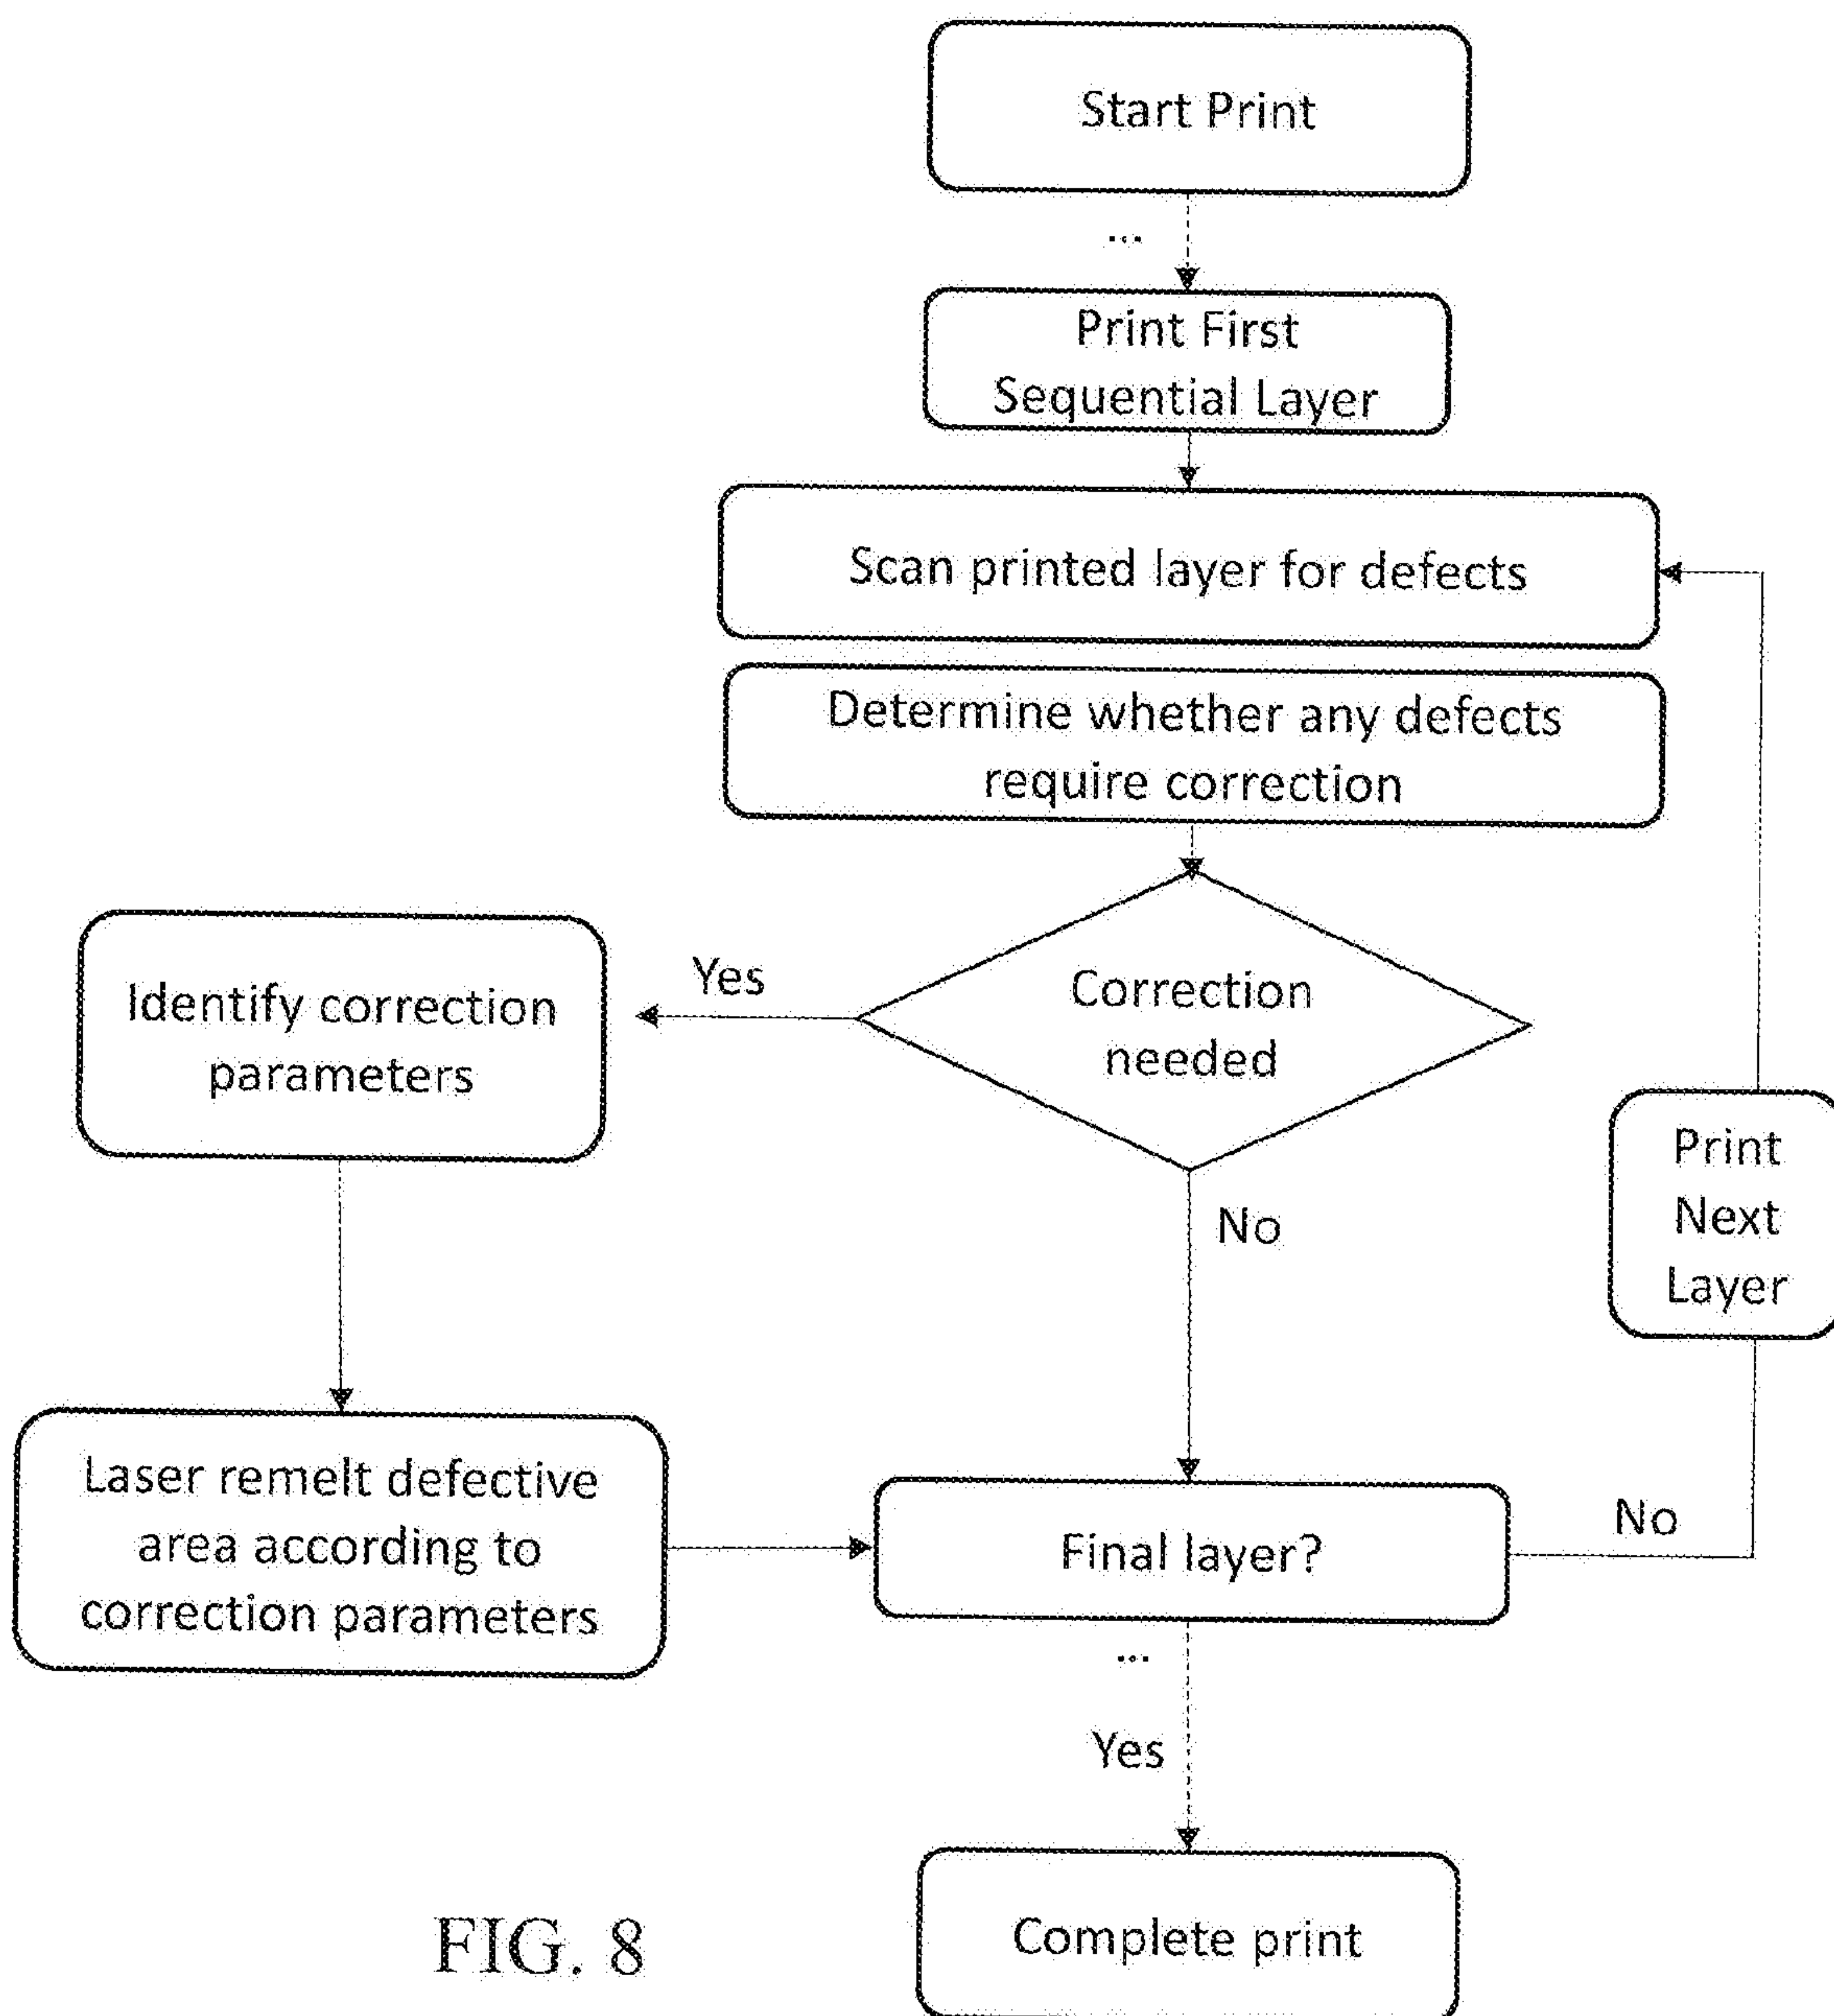 Start Print
...
Print First
Sequential Layer
Scan printed layer for defects
Determine whether any defects
require correction
Correction
needed
Yes
Identify correction
parameters
No
Print
Next
Layer
Laser remelt defective
area according to
correction parameters
Final layer?
No
...
Yes
Complete print
FIG. 8